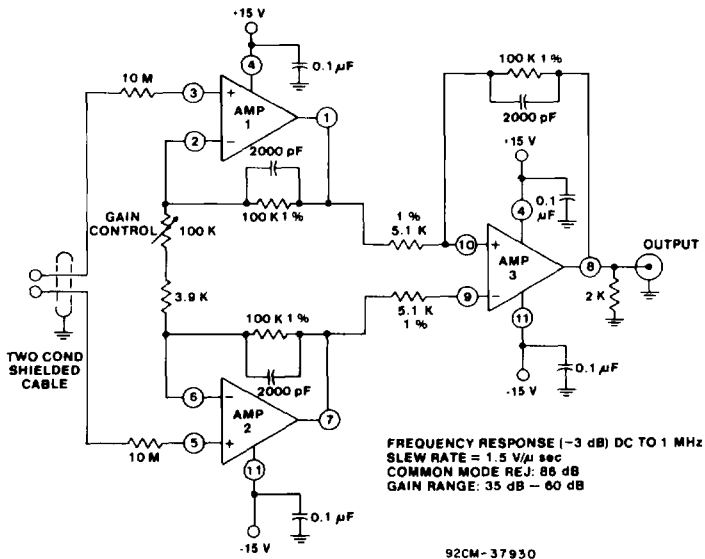 +15 V
4
0.1 µF
10 M
3
+
AMP
1
1
2
−
2000 pF
100 K 1%
GAIN
CONTROL
100 K
3.9 K
TWO COND
SHIELDED
CABLE
100 K 1%
2000 pF
6
−
AMP
2
7
5
+
10 M
11
0.1 µF
-15 V
1%
5.1 K
5.1 K
1%
100 K 1%
2000 pF
+15 V
4
0.1
µF
10
+
AMP
3
9
−
8
OUTPUT
2 K
11
0.1 µF
-15 V
FREQUENCY RESPONSE (−3 dB) DC TO 1 MHz
SLEW RATE = 1.5 V/µ sec
COMMON MODE REJ: 86 dB
GAIN RANGE: 35 dB − 60 dB
92CM-37930